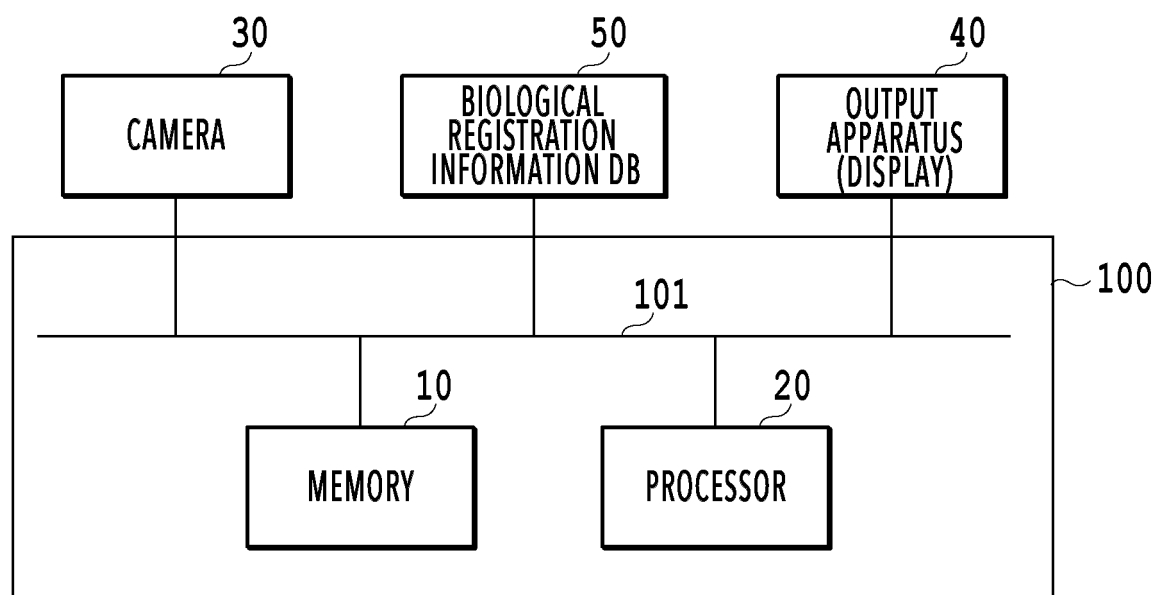 30
50
40
CAMERA
BIOLOGICAL
REGISTRATION
INFORMATION DB
OUTPUT
APPARATUS
(DISPLAY)
100
101
10
20
MEMORY
PROCESSOR